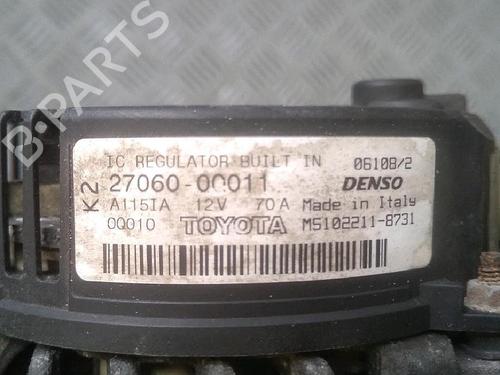 B-PARTS
IC REGULATOR BUILT IN 06108/2
K2
27060-0Q011 DENSO
A115IA 12V 70A Made in Italy
0Q010 TOYOTA MS102211-8731